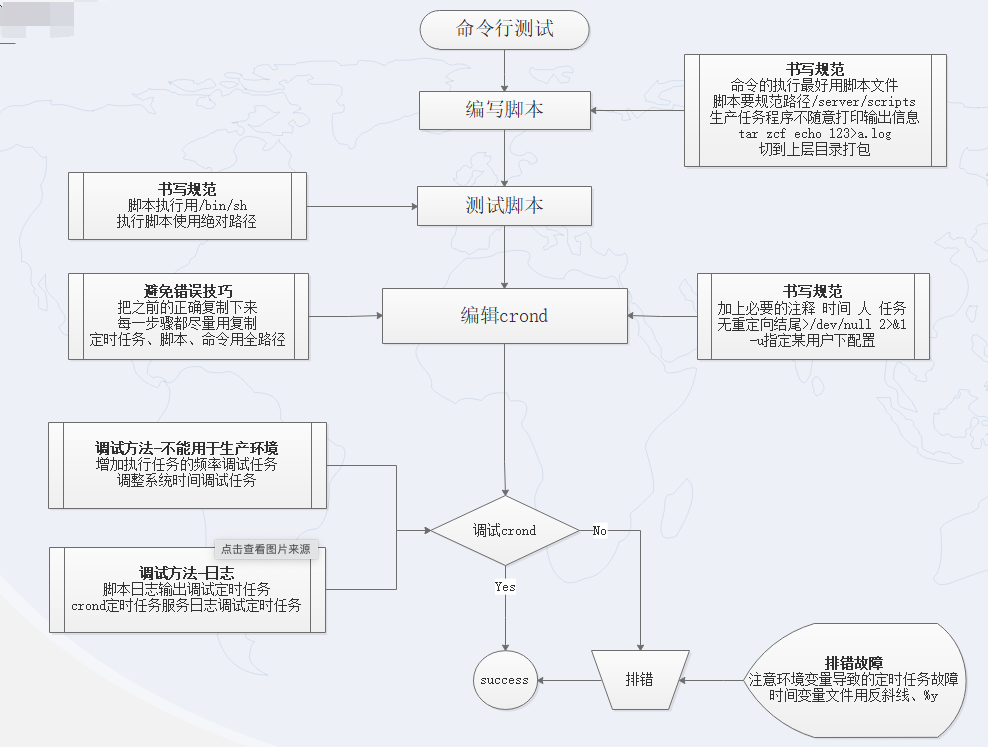 命令行测试
书写规范
命令的执行最好用脚本文件
脚本要规范路径/server/scripts
生产任务程序不随意打印输出信息
tar zcf echo 123>a.log
切到上层目录打包
编写脚本
书写规范
脚本执行用/bin/sh
执行脚本使用绝对路径
测试脚本
避免错误技巧
把之前的正确复制下来
每一步骤都尽量用复制
定时任务、脚本、命令用全路径
编辑crond
书写规范
加上必要的注释 时间 人 任务
无重定向结尾>/dev/null 2>&1
-u指定某用户下配置
调试方法-不能用于生产环境
增加执行任务的频率调试任务
调整系统时间调试任务
调试crond
No
点击查看图片来源
调试方法-日志
脚本日志输出调试定时任务
crond定时任务服务日志调试定时任务
Yes
success
排错
排错故障
注意环境变量导致的定时任务故障
时间变量文件用反斜线、%y